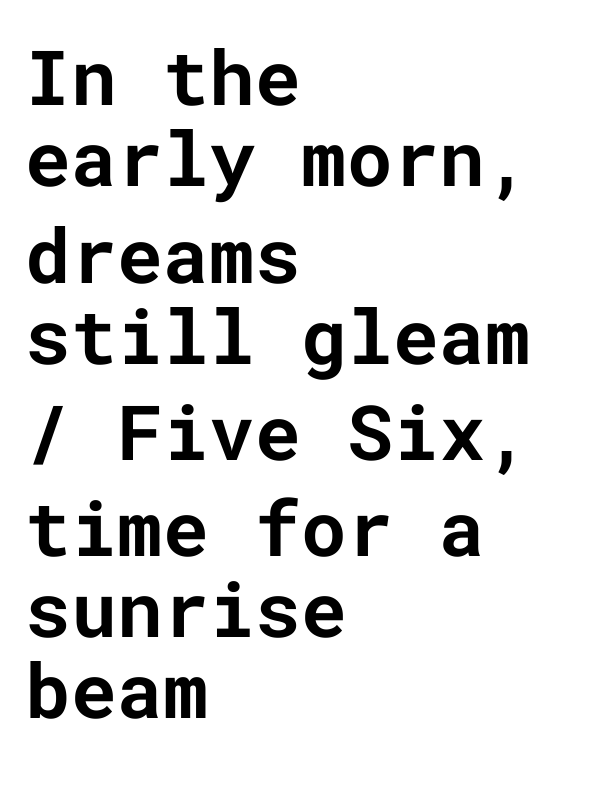 In the
early morn,
dreams
still gleam
/ Five Six,
time for a
sunrise
beam